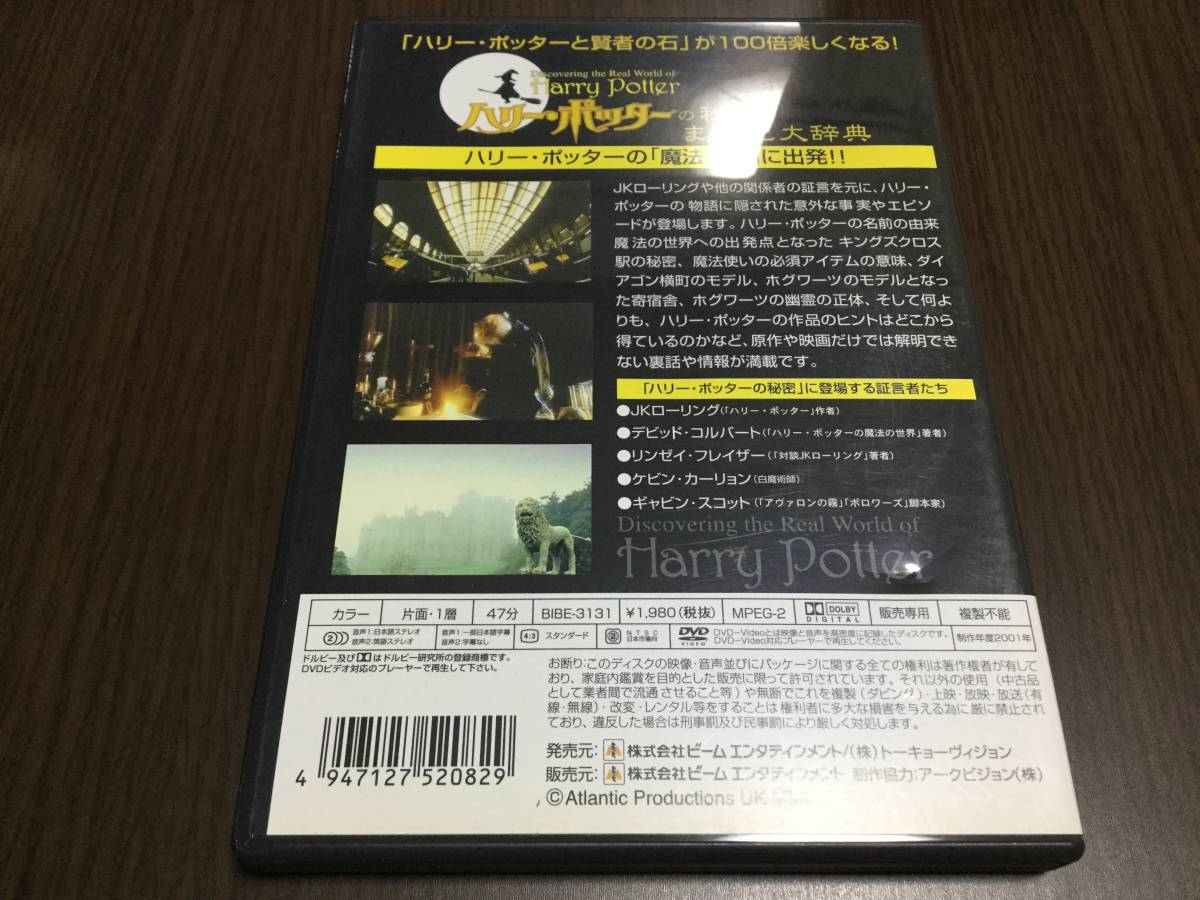 「ハリー・ポッターと賢者の石」が100倍楽しくなる!
Discovering the Real World of
Harry Potter
ハリー・ポッターの
大辞典
ハリー・ポッターの「魔法 に出発!!
JKローリングや他の関係者の証言を元に、ハリー・
ポッターの物語に隠された意外な事実やエピソ
ードが登場します。ハリー・ポッターの名前の由来
魔法の世界への出発点となった キングズクロス
駅の秘密、魔法使いの必須アイテムの意味、ダイ
アゴン横町のモデル、ホグワーツのモデルとなっ
た寄宿舎、ホグワーツの幽霊の正体、そして何よ
りも、ハリー・ポッターの作品のヒントはどこから
得ているのかなど、原作や映画だけでは解明でき
ない裏話や情報が満載です。
「ハリー・ポッターの秘密」に登場する証言者たち
●JKローリング(「ハリー・ポッター」作者)
●デビッド・コルバート(「ハリー・ポッターの魔法の世界」著者)
●リンゼイ・フレイザー(「対談JKローリング」著者)
●ケビン・カーリョン(白魔術師)
●ギャビン・スコット(「アヴァロンの霧」「ボロワーズ」脚本家)
Discovering the Real World of
Harry Potter
カラー 片面・1層 47分 BIBE-3131 ¥1,980(税抜) MPEG-2 DOLBY DIGITAL 販売専用 複製不能
2 音声1:日本語ステレオ 音声2:英語ステレオ 音声1:一部日本語字幕 音声2:字幕なし 4:3 スタンダード NTSC 日本市場向 DVD VIDEO DVD-Videoとは映像と音声を高密度に記録したディスクです。 DVD-Video対応プレーヤーで再生してください。 制作年度2001年
ドルビー及びはドルビー研究所の登録商標です。
DVDビデオ対応のプレーヤーで再生して下さい。
お断り:このディスクの映像・音声並びにパッケージに関する全ての権利は著作権者が有して
おり、家庭内鑑賞を目的とした販売に限って許可されています。それ以外の使用(中古品
として業者間で流通させること等)や無断でこれを複製(ダビング)・上映・放映・放送(有
線・無線)・改変・レンタル等をすることは権利者に多大な損害を与える為に厳に禁止され
ており、違反した場合は刑事罰及び民事罰により厳しく対処します。
発売元: 株式会社ビーム エンタテインメント/(株)トーキョーヴィジョン
販売元: 株式会社ビーム エンタテインメント 制作協力:アークビジョン(株)
©Atlantic Productions UK
4 947127 520829